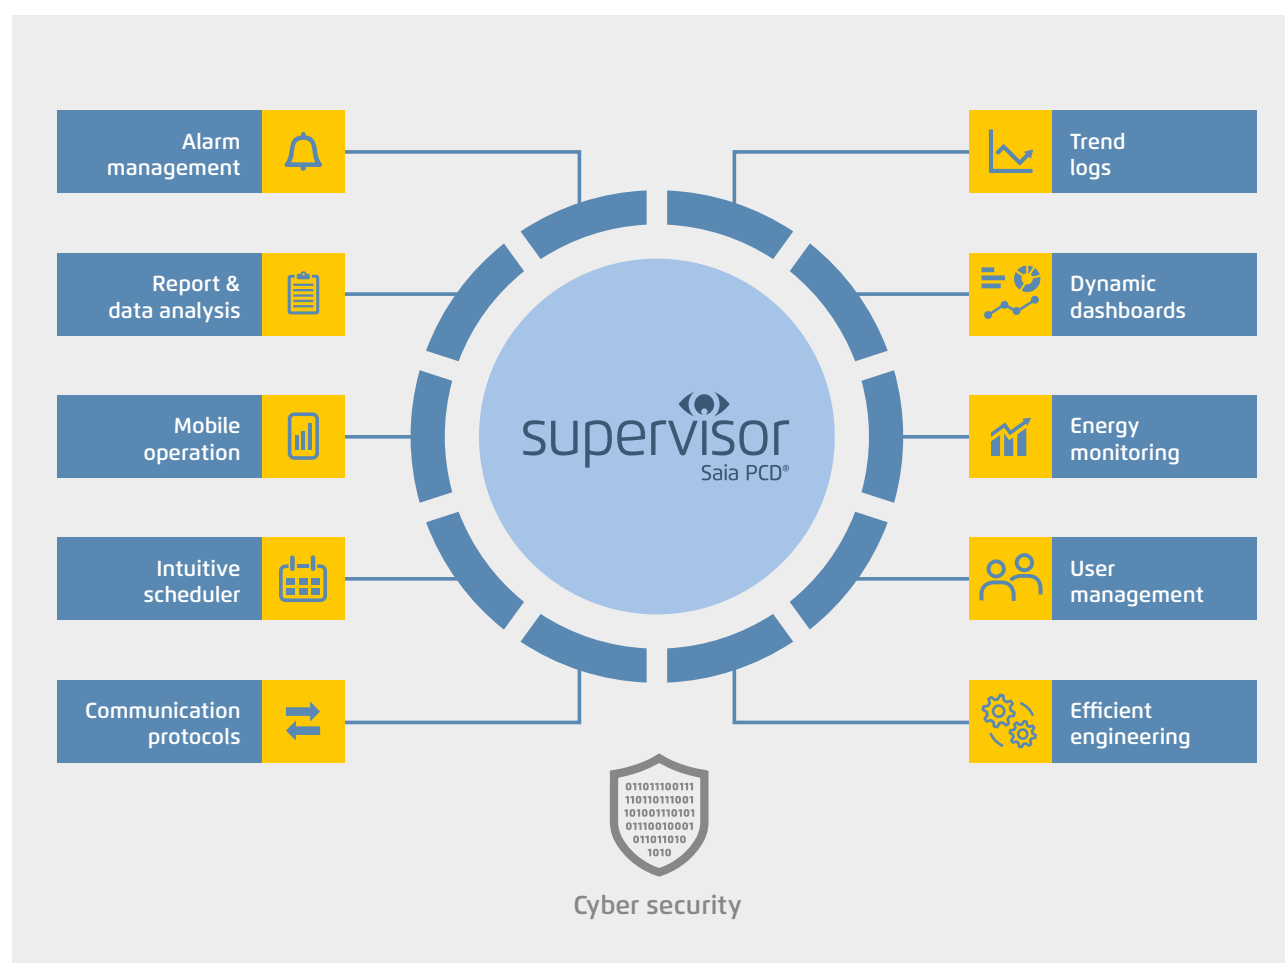 Alarm
management
Report &
data analysis
Mobile
operation
Intuitive
scheduler
Communication
protocols
supervisor
Saia PCD®
Trend
logs
Dynamic
dashboards
Energy
monitoring
User
management
Efficient
engineering
011011100111
110110111001
101001110101
01110010001
011011010
1010
Cyber security